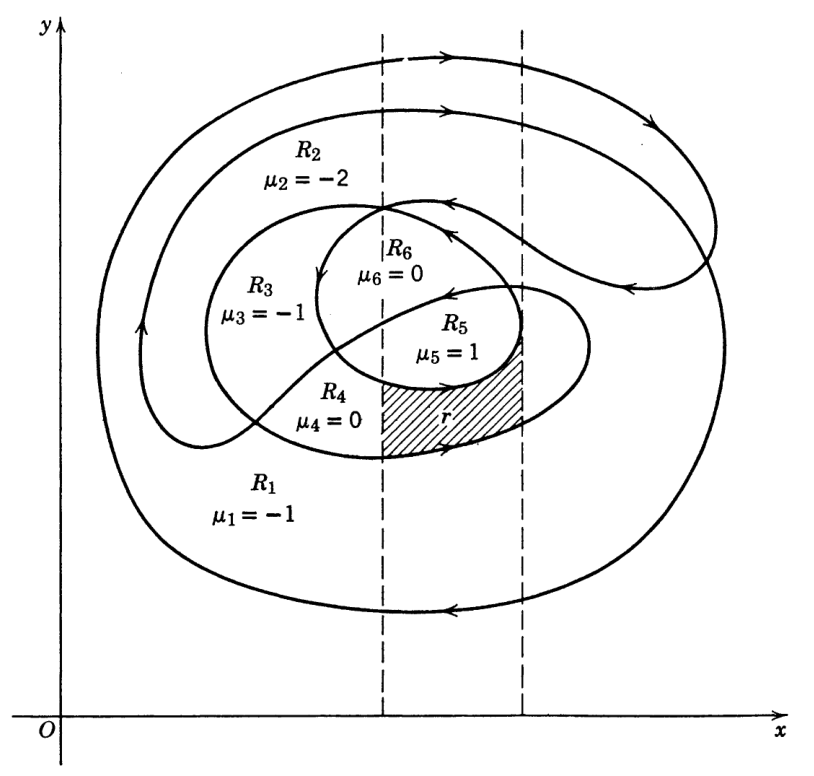 y
R₂
μ₂ = −2
R₆
μ₆ = 0
R₃
μ₃ = −1
R₅
μ₅ = 1
R₄
μ₄ = 0
r
R₁
μ₁ = −1
O
x